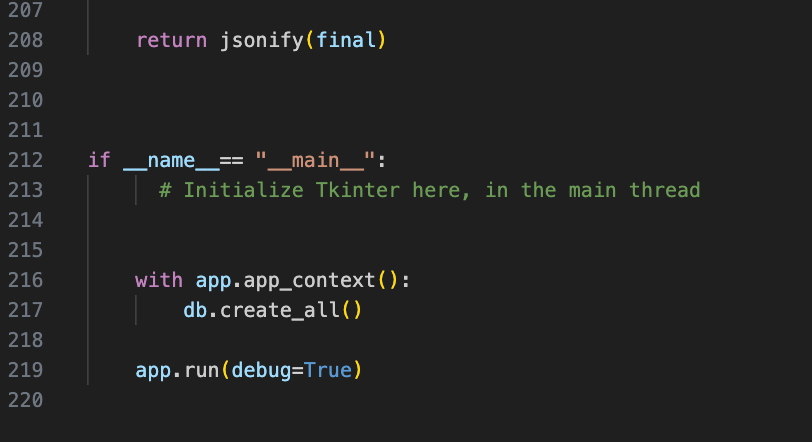 207
208 return jsonify(final)
209
210
211
212 if __name__== "__main__":
213 # Initialize Tkinter here, in the main thread
214
215
216 with app.app_context():
217 db.create_all()
218
219 app.run(debug=True)
220